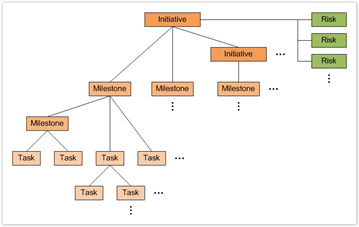 Initiative
Risk
Risk
Initiative ...
Risk
Milestone
Milestone
Milestone ...
Milestone
Task
Task
Task
Task ...
Task
Task ...